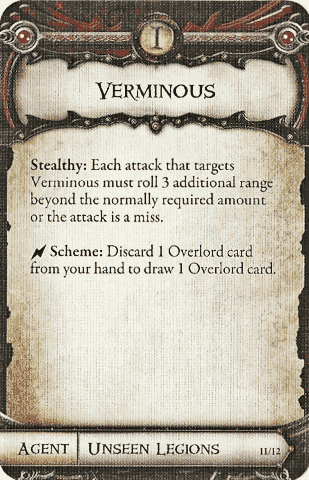 I
VERMINOUS
Stealthy: Each attack that targets
Verminous must roll 3 additional range
beyond the normally required amount
or the attack is a miss.
Scheme: Discard 1 Overlord card
from your hand to draw 1 Overlord card.
AGENT UNSEEN LEGIONS 11/12